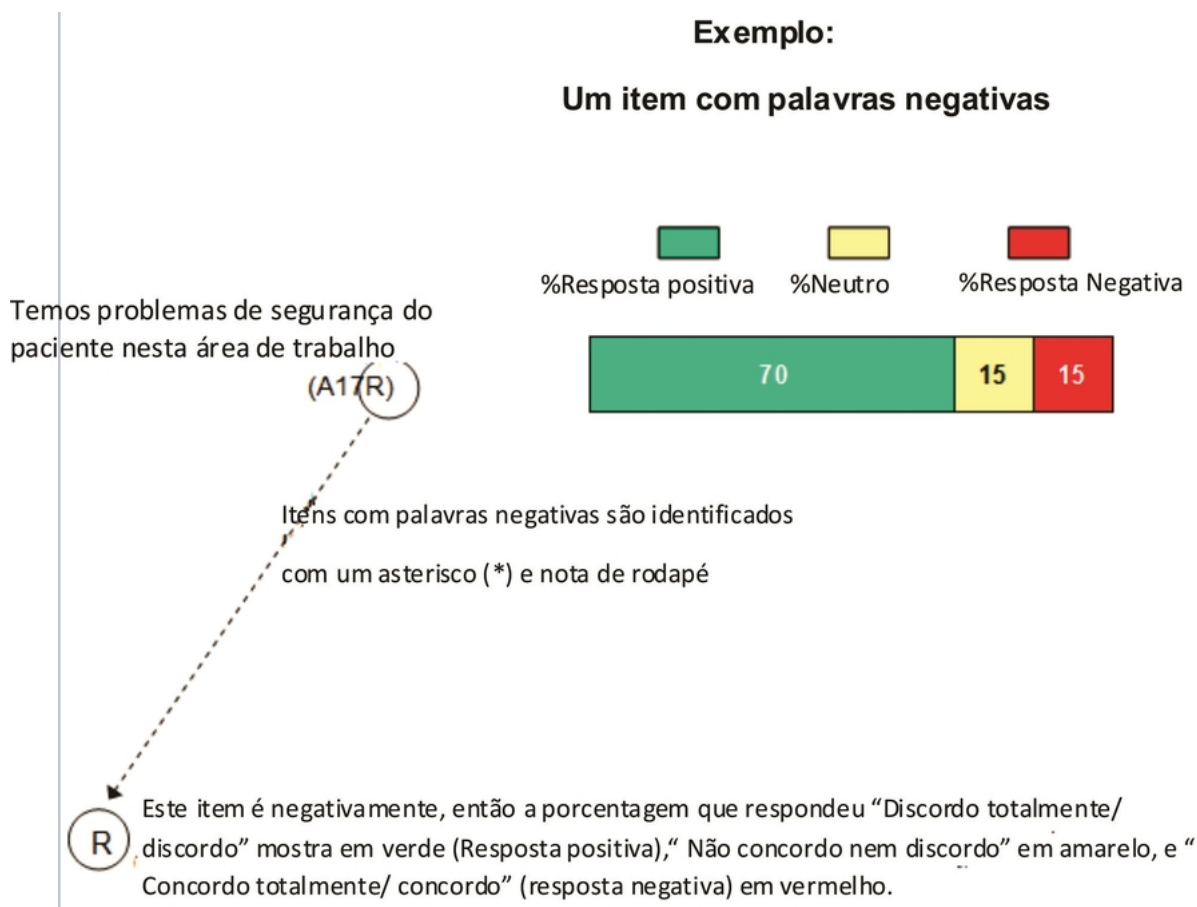 Exemplo:
Um item com palavras negativas
%Resposta positiva %Neutro %Resposta Negativa
Temos problemas de segurança do
paciente nesta área de trabalho
(A17R)
70 15 15
Itens com palavras negativas são identificados
com um asterisco (*) e nota de rodapé
R
Este item é negativamente, então a porcentagem que respondeu “Discordo totalmente/
discordo” mostra em verde (Resposta positiva),“ Não concordo nem discordo” em amarelo, e “
Concordo totalmente/ concordo” (resposta negativa) em vermelho.